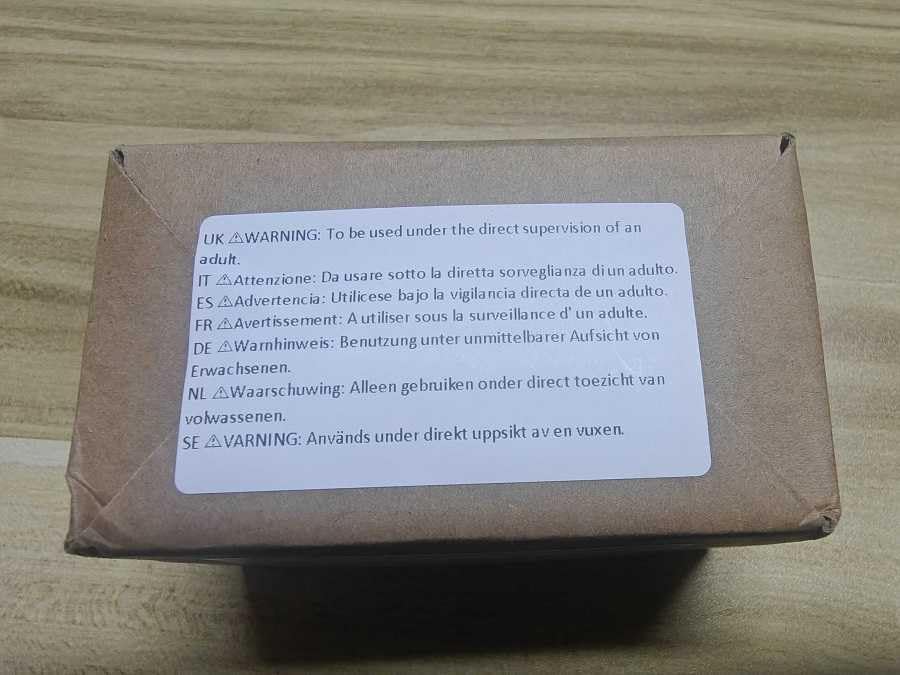 UK ⚠WARNING: To be used under the direct supervision of an
adult.
IT ⚠Attenzione: Da usare sotto la diretta sorveglianza di un adulto.
ES ⚠Advertencia: Utilicese bajo la vigilancia directa de un adulto.
FR ⚠Avertissement: A utiliser sous la surveillance d' un adulte.
DE ⚠Warnhinweis: Benutzung unter unmittelbarer Aufsicht von
Erwachsenen.
NL ⚠Waarschuwing: Alleen gebruiken onder direct toezicht van
volwassenen.
SE ⚠VARNING: Används under direkt uppsikt av en vuxen.